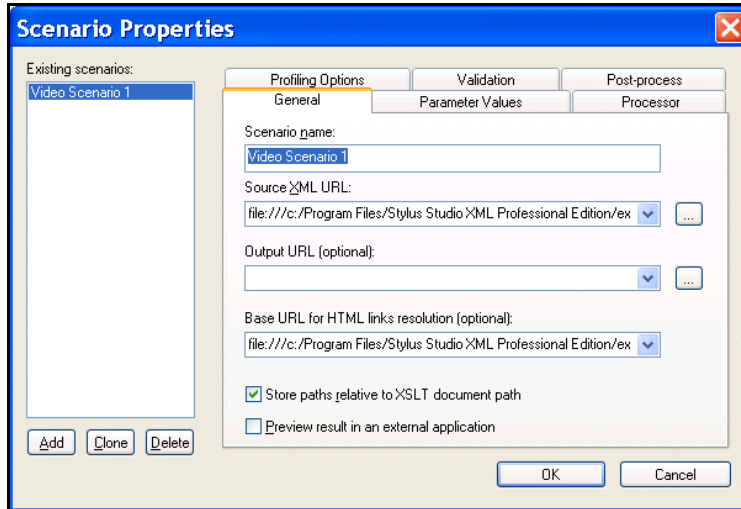 Scenario Properties
Existing scenarios:
Video Scenario 1
Profiling Options
Validation
Post-process
General
Parameter Values
Processor
Scenario name:
Video Scenario 1
Source XML URL:
file:///c:/Program Files/Stylus Studio XML Professional Edition/ex
...
Output URL (optional):
...
Base URL for HTML links resolution (optional):
file:///c:/Program Files/Stylus Studio XML Professional Edition/ex
Store paths relative to XSLT document path
Preview result in an external application
Add
Clone
Delete
OK
Cancel